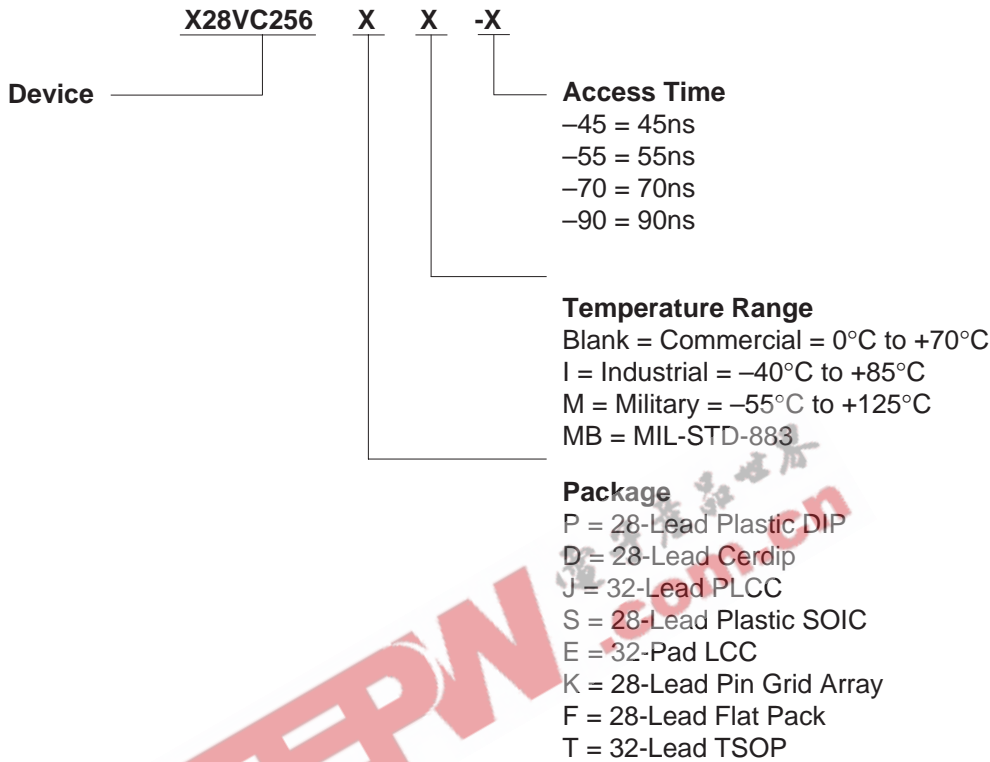 X28VC256 X X -X
Device
Access Time
–45 = 45ns
–55 = 55ns
–70 = 70ns
–90 = 90ns
Temperature Range
Blank = Commercial = 0°C to +70°C
I = Industrial = –40°C to +85°C
M = Military = –55°C to +125°C
MB = MIL-STD-883
Package
P = 28-Lead Plastic DIP
D = 28-Lead Cerdip
J = 32-Lead PLCC
S = 28-Lead Plastic SOIC
E = 32-Pad LCC
K = 28-Lead Pin Grid Array
F = 28-Lead Flat Pack
T = 32-Lead TSOP
.com.cn